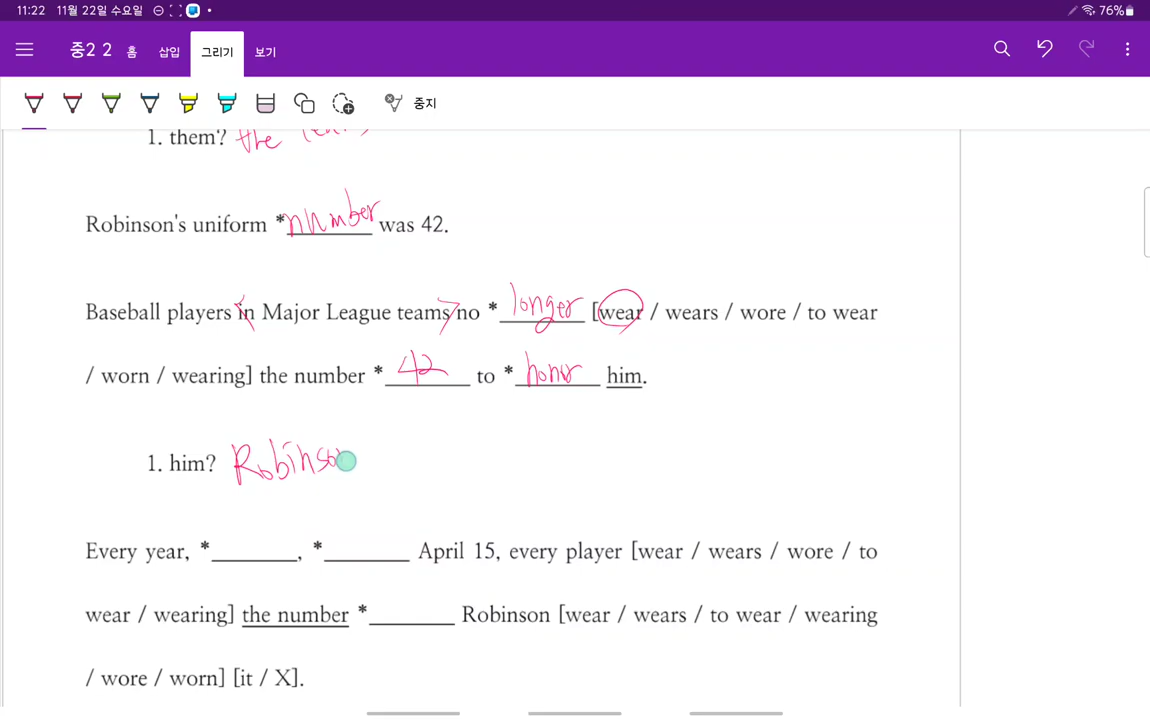 11:22 11월 22일 수요일 76%
중2 2 홈 삽입 그리기 보기
중지
1. them? the
Robinson's uniform *number was 42.
Baseball players in Major League teams no *longer [wear / wears / wore / to wear
/ worn / wearing] the number *42 to *honor him.
1. him? Robinson
Every year, *________, *________ April 15, every player [wear / wears / wore / to
wear / wearing] the number *________ Robinson [wear / wears / to wear / wearing
/ wore / worn] [it / X].